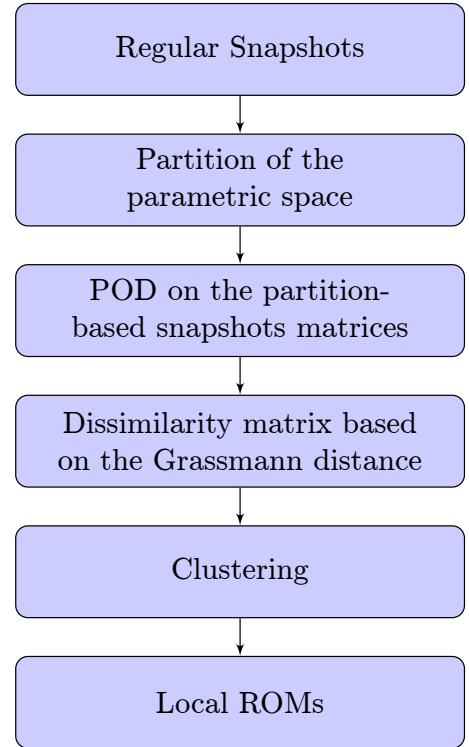 Regular Snapshots
Partition of the
parametric space
POD on the partition-
based snapshots matrices
Dissimilarity matrix based
on the Grassmann distance
Clustering
Local ROMs